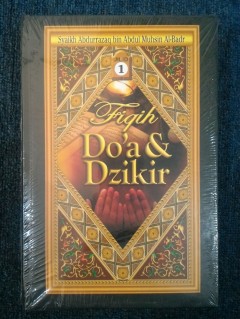 Syaikh Abdurrazaq bin Abdul Muhsin Al-Badr
1
Fiqih
Do'a &
Dzikir